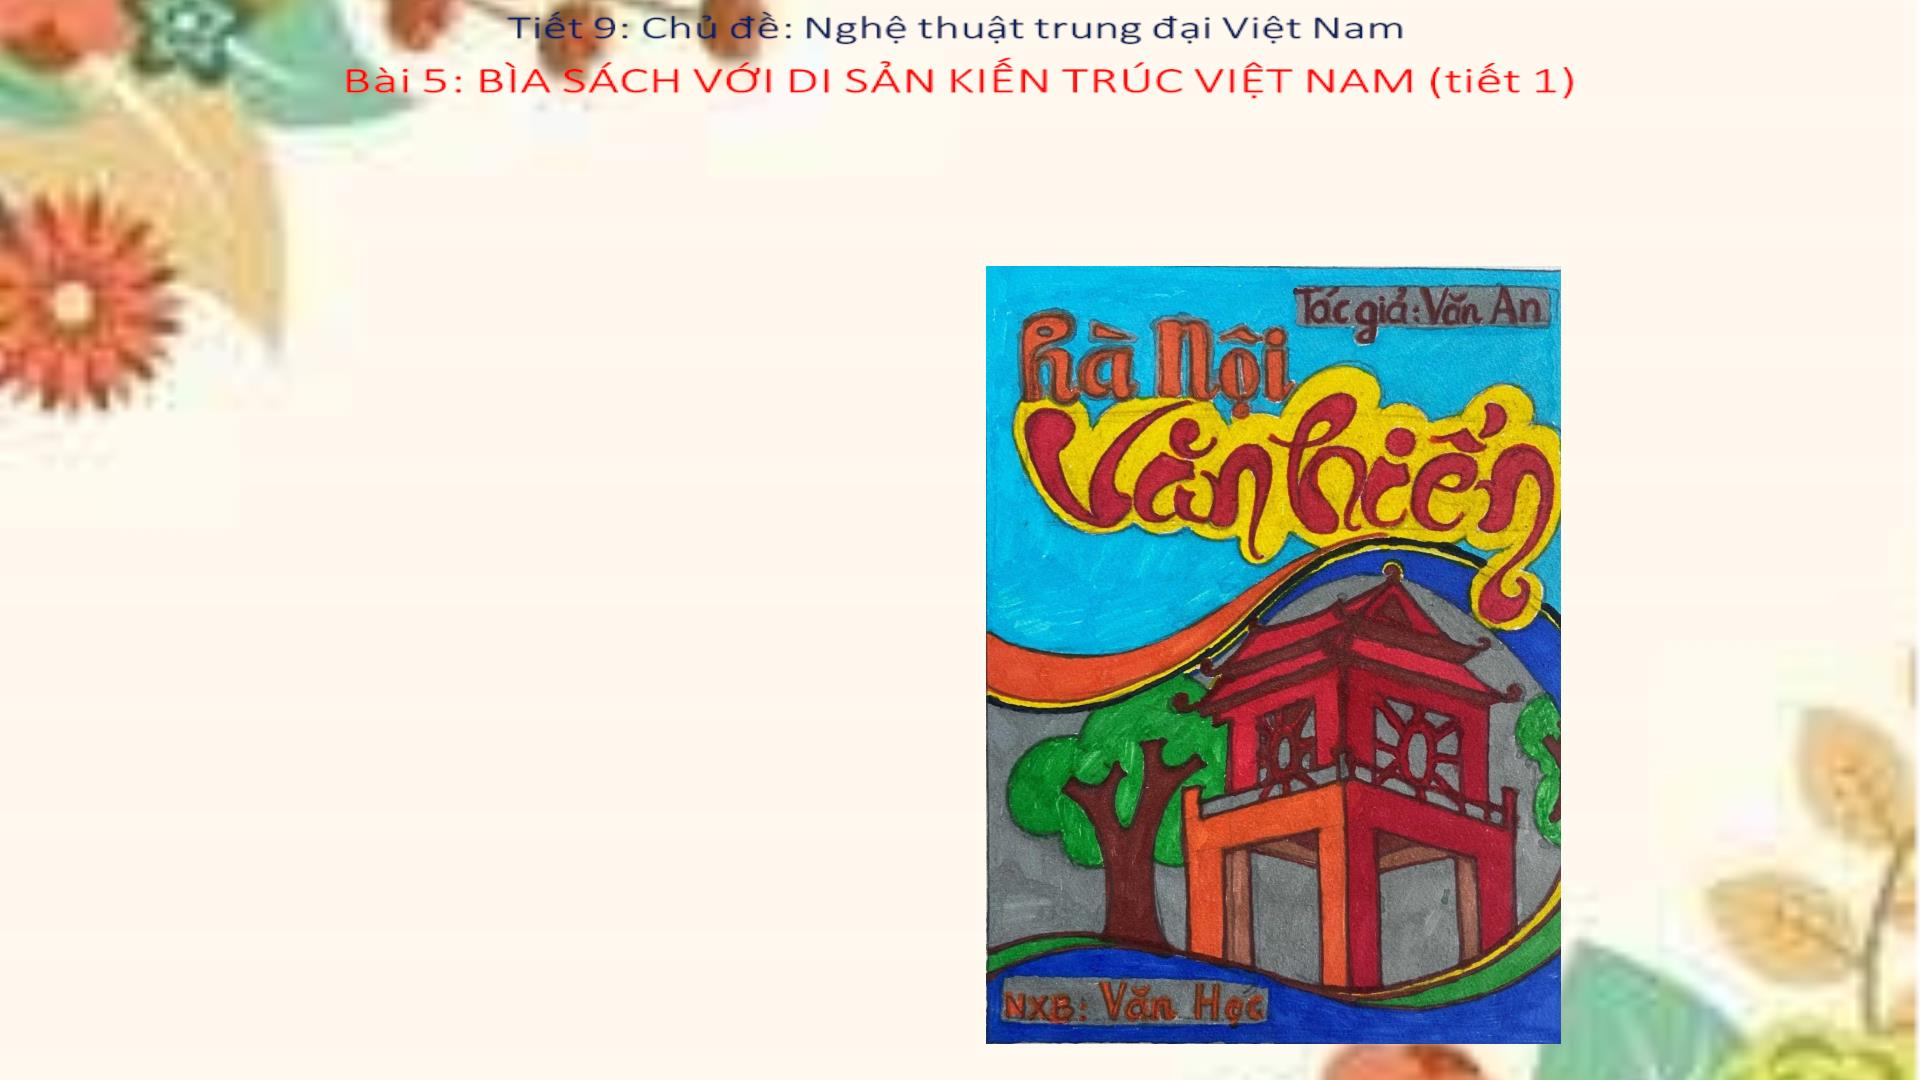 Tiết 9: Chủ đề: Nghệ thuật trung đại Việt Nam
Bài 5: BÌA SÁCH VỚI DI SẢN KIẾN TRÚC VIỆT NAM (tiết 1)
Tác giả: Văn An
hà Nội
Văn hiến
NXB: Văn Học